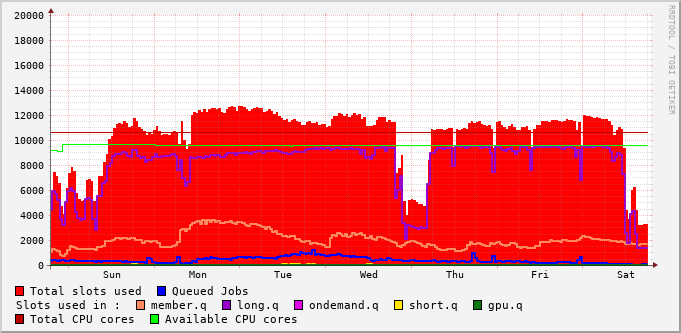 RRDTOOL / TOBI OETIKER
20000
18000
16000
14000
12000
10000
8000
6000
4000
2000
0
Sun Mon Tue Wed Thu Fri Sat
Total slots used Queued Jobs
Slots used in : member.q long.q ondemand.q short.q gpu.q
Total CPU cores Available CPU cores